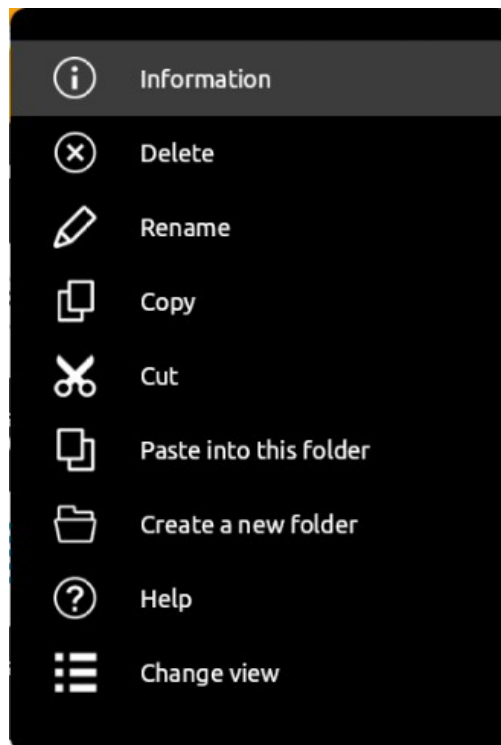 Information
Delete
Rename
Copy
Cut
Paste into this folder
Create a new folder
Help
Change view